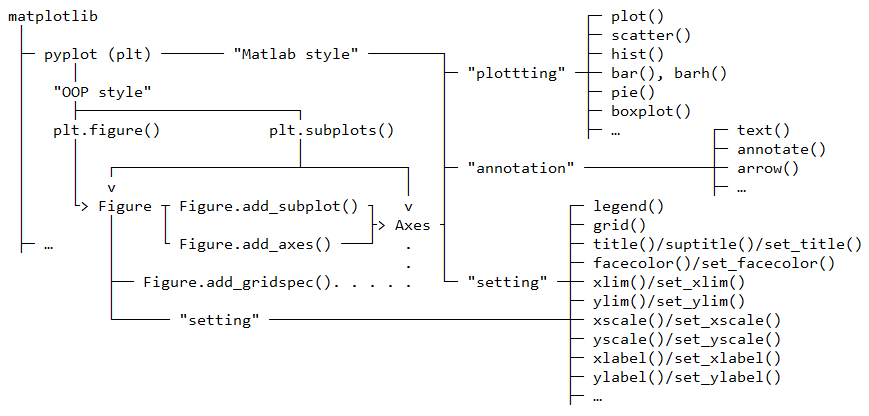 matplotlib
plot()
scatter()
pyplot (plt) "Matlab style"
hist()
"plottting" bar(), barh()
"OOP style" pie()
boxplot()
plt.figure() plt.subplots() … text()
annotate()
"annotation" arrow()
v …
Figure Figure.add_subplot() v legend()
> Axes grid()
… Figure.add_axes() . title()/suptitle()/set_title()
. facecolor()/set_facecolor()
Figure.add_gridspec(). . . . . "setting" xlim()/set_xlim()
ylim()/set_ylim()
"setting" xscale()/set_xscale()
yscale()/set_yscale()
xlabel()/set_xlabel()
ylabel()/set_ylabel()
…